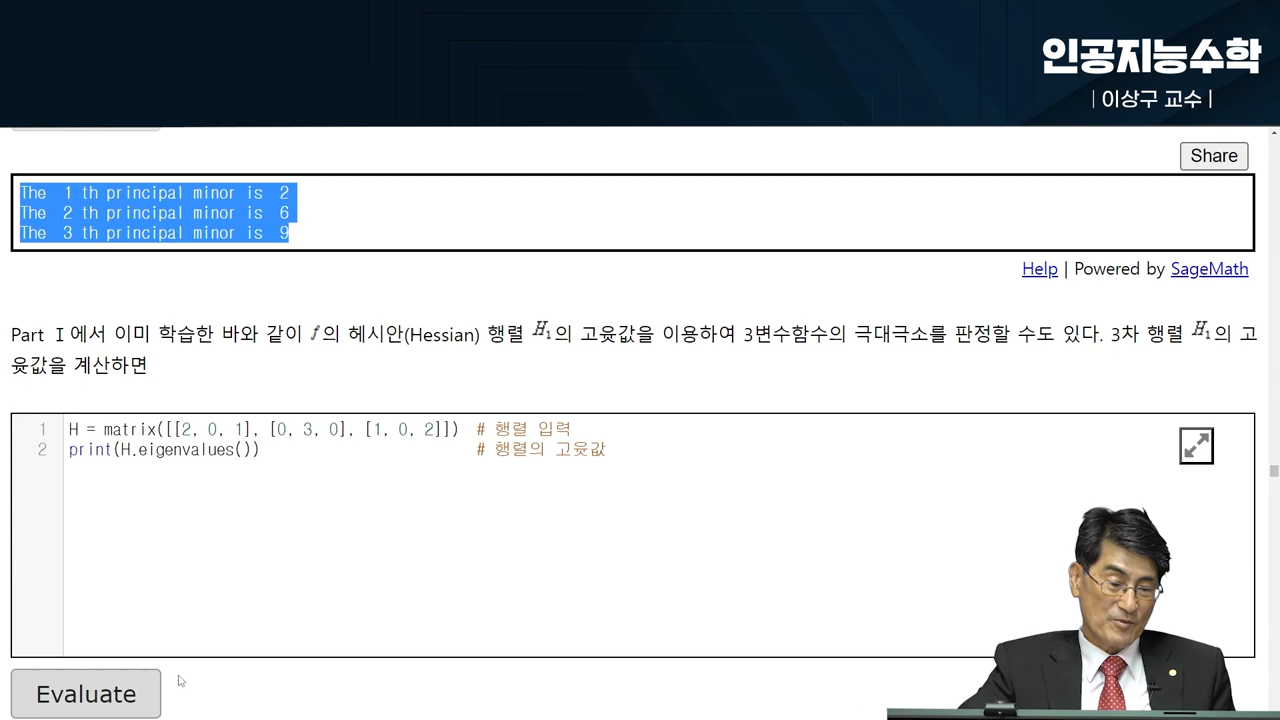 인공지능수학
| 이상구 교수 |
Share
The 1 th principal minor is 2
The 2 th principal minor is 6
The 3 th principal minor is 9
Help | Powered by SageMath
Part Ⅰ에서 이미 학습한 바와 같이 f의 헤시안(Hessian) 행렬 H₁의 고윳값을 이용하여 3변수함수의 극대극소를 판정할 수도 있다. 3차 행렬 H₁의 고
윳값을 계산하면
1 H = matrix([[2, 0, 1], [0, 3, 0], [1, 0, 2]]) # 행렬 입력
2 print(H.eigenvalues()) # 행렬의 고윳값
Evaluate